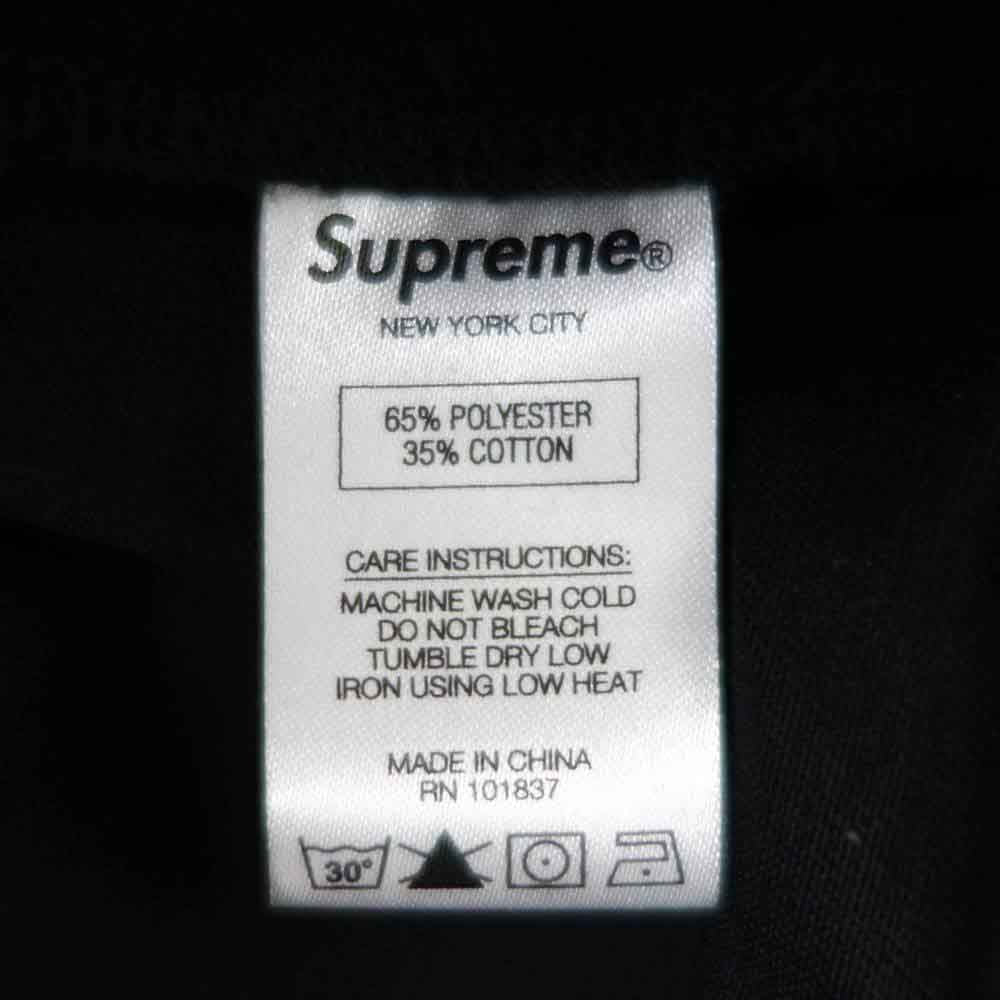 Supreme®
NEW YORK CITY
65% POLYESTER
35% COTTON
CARE INSTRUCTIONS:
MACHINE WASH COLD
DO NOT BLEACH
TUMBLE DRY LOW
IRON USING LOW HEAT
MADE IN CHINA
RN 101837
30°